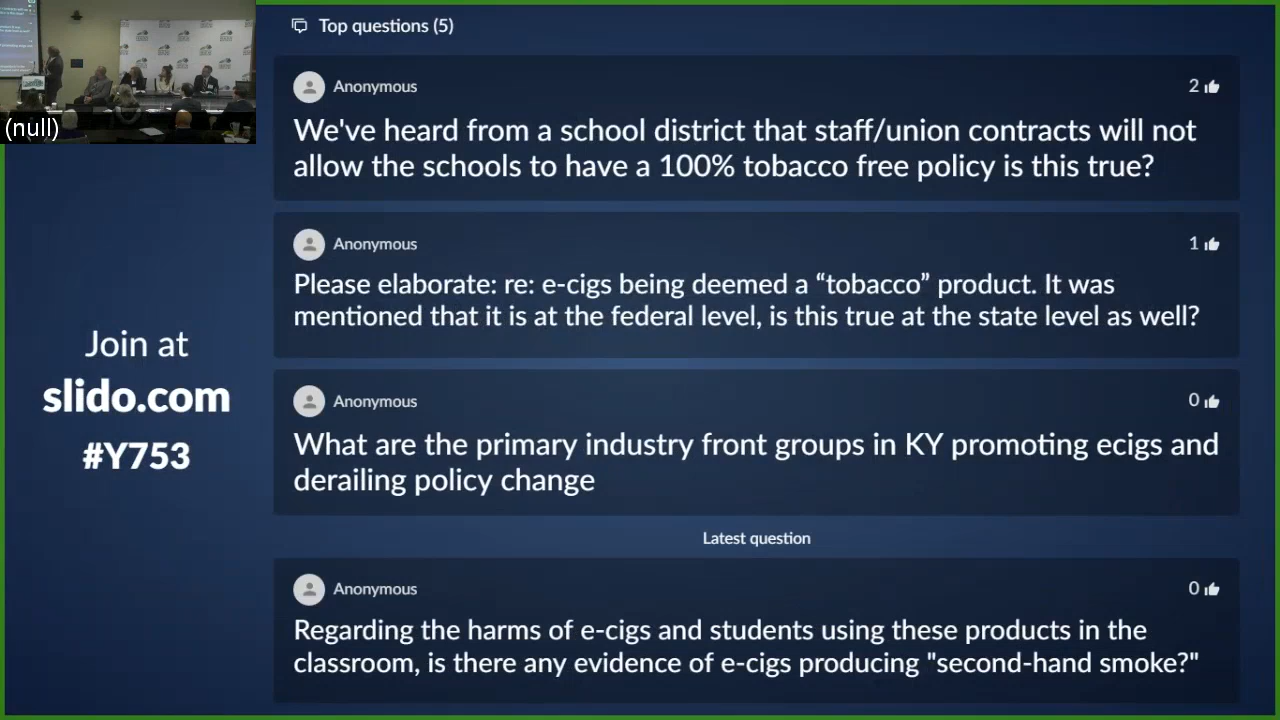 Top questions (5)
Anonymous
2
We've heard from a school district that staff/union contracts will not
allow the schools to have a 100% tobacco free policy is this true?
Anonymous
1
Please elaborate: re: e-cigs being deemed a “tobacco” product. It was
mentioned that it is at the federal level, is this true at the state level as well?
Anonymous
0
What are the primary industry front groups in KY promoting ecigs and
derailing policy change
Latest question
Anonymous
0
Regarding the harms of e-cigs and students using these products in the
classroom, is there any evidence of e-cigs producing "second-hand smoke?"
Join at
slido.com
#Y753
(null)